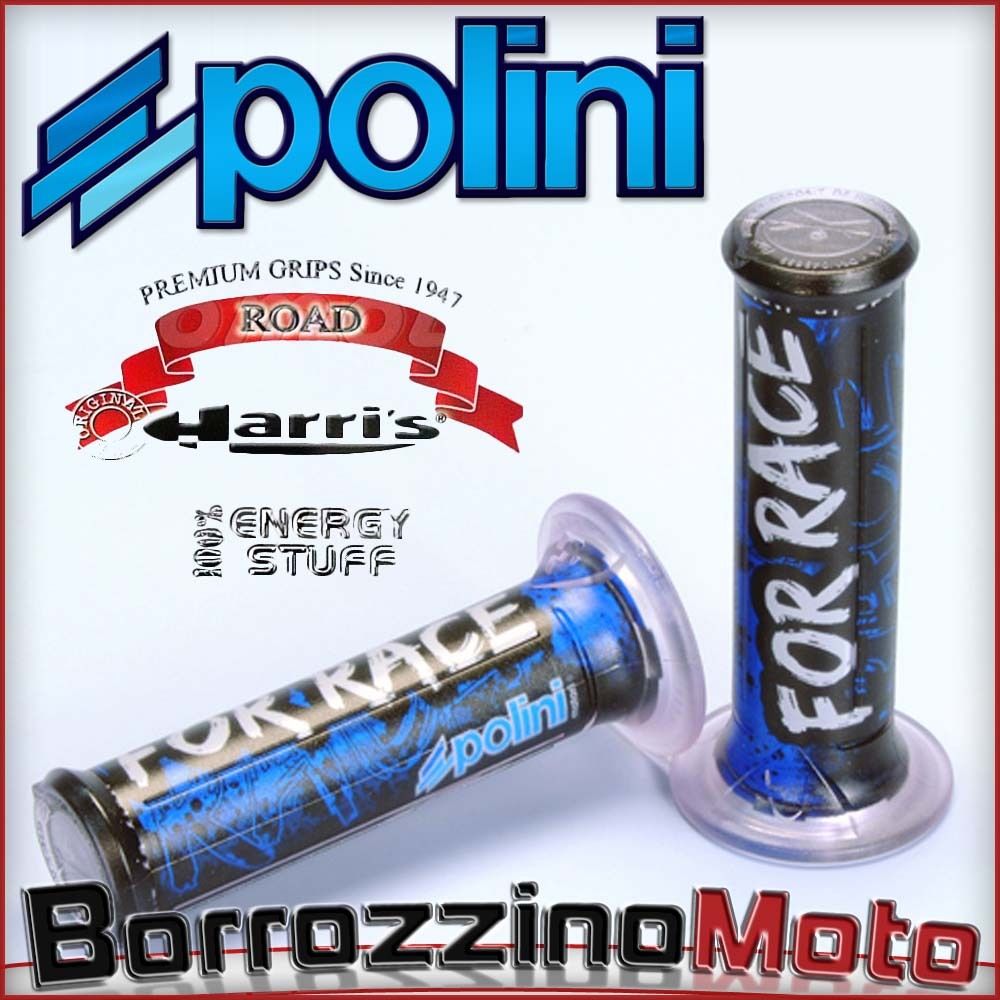 polini
PREMIUM GRIPS Since 1947
ROAD
ORIGINAL
Harri's®
100% ENERGY
STUFF
FOR RACE
polini
FOR RACE
BorrozzinoMoto